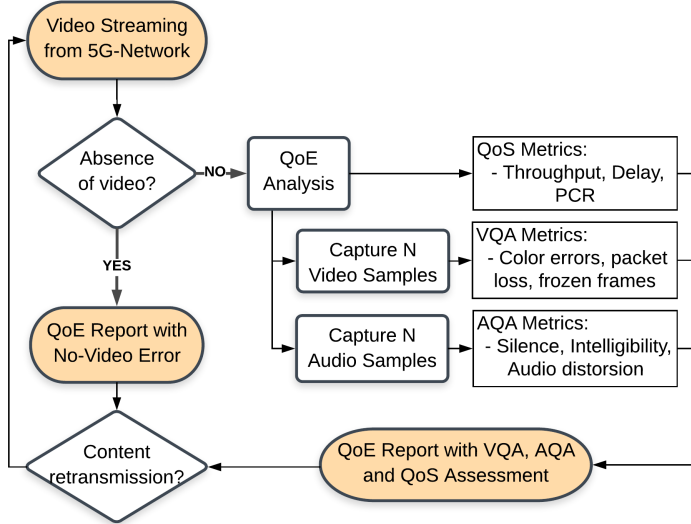 Video Streaming
from 5G-Network
Absence
of video?
NO
QoE
Analysis
QoS Metrics:
- Throughput, Delay,
PCR
Capture N
Video Samples
VQA Metrics:
- Color errors, packet
loss, frozen frames
YES
Capture N
Audio Samples
AQA Metrics:
- Silence, Intelligibility,
Audio distorsion
QoE Report with
No-Video Error
Content
retransmission?
QoE Report with VQA, AQA
and QoS Assessment